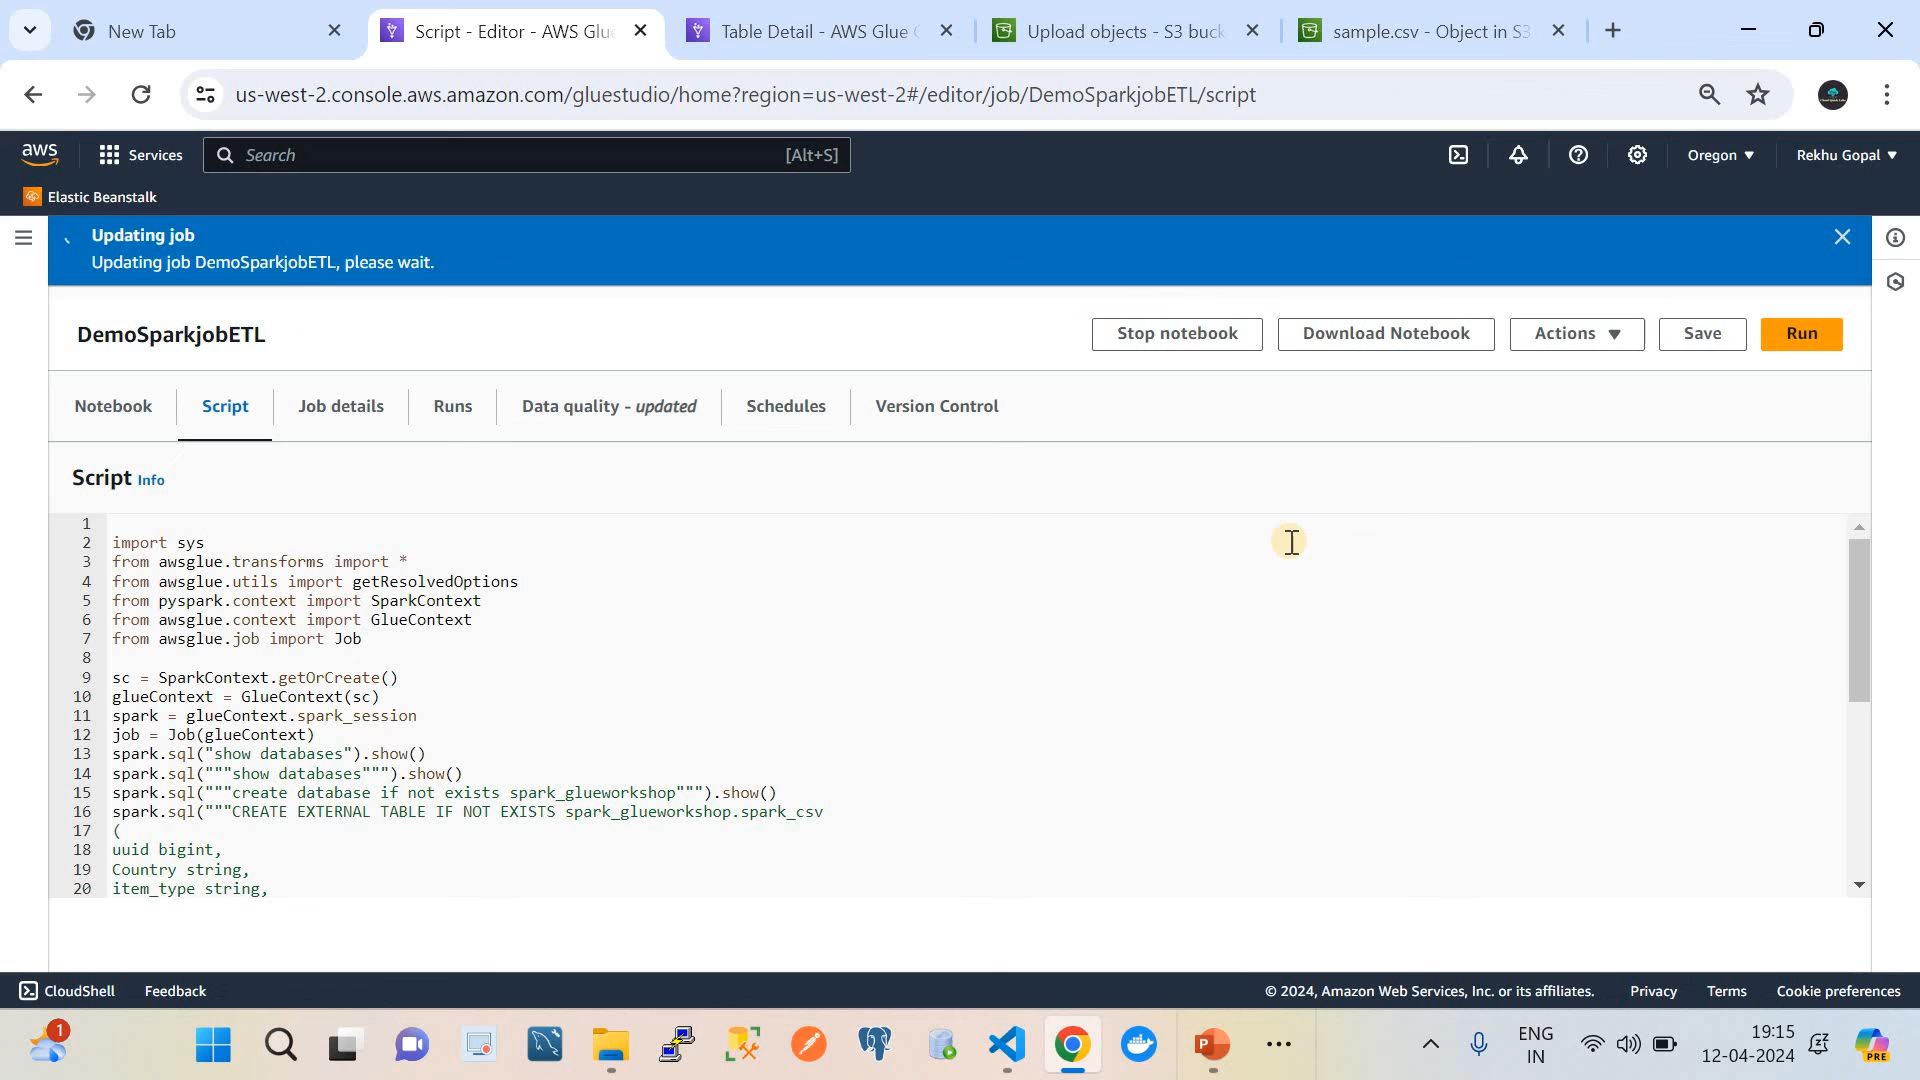 New Tab
Script - Editor - AWS Glu
Table Detail - AWS Glue
Upload objects - S3 buck
sample.csv - Object in S3
us-west-2.console.aws.amazon.com/gluestudio/home?region=us-west-2#/editor/job/DemoSparkjobETL/script
aws
Services
Search
[Alt+S]
Oregon
Rekhu Gopal
Elastic Beanstalk
Updating job
Updating job DemoSparkjobETL, please wait.
DemoSparkjobETL
Stop notebook
Download Notebook
Actions
Save
Run
Notebook
Script
Job details
Runs
Data quality - updated
Schedules
Version Control
Script Info
1
2 import sys
3 from awsglue.transforms import *
4 from awsglue.utils import getResolvedOptions
5 from pyspark.context import SparkContext
6 from awsglue.context import GlueContext
7 from awsglue.job import Job
8
9 sc = SparkContext.getOrCreate()
10 glueContext = GlueContext(sc)
11 spark = glueContext.spark_session
12 job = Job(glueContext)
13 spark.sql("show databases").show()
14 spark.sql("""show databases""").show()
15 spark.sql("""create database if not exists spark_glueworkshop""").show()
16 spark.sql("""CREATE EXTERNAL TABLE IF NOT EXISTS spark_glueworkshop.spark_csv
17 (
18 uuid bigint,
19 Country string,
20 item_type string,
CloudShell
Feedback
© 2024, Amazon Web Services, Inc. or its affiliates.
Privacy
Terms
Cookie preferences
1
ENG
IN
19:15
12-04-2024
PRE